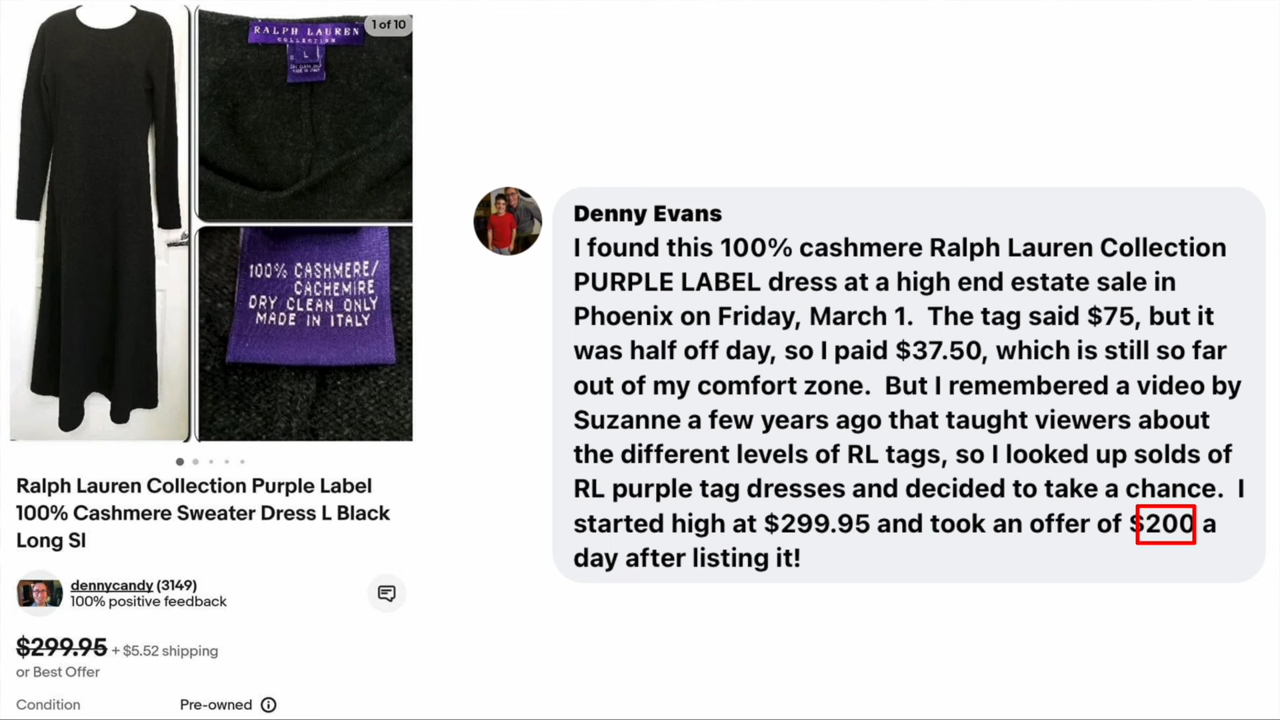 RALPH LAUREN
COLLECTION
L
MADE IN ITALY
1 of 10
100% CASHMERE/
CACHEMIRE
DRY CLEAN ONLY
MADE IN ITALY
Ralph Lauren Collection Purple Label
100% Cashmere Sweater Dress L Black
Long Sl
dennycandy (3149)
100% positive feedback
$299.95 + $5.52 shipping
or Best Offer
Condition Pre-owned
Denny Evans
I found this 100% cashmere Ralph Lauren Collection
PURPLE LABEL dress at a high end estate sale in
Phoenix on Friday, March 1. The tag said $75, but it
was half off day, so I paid $37.50, which is still so far
out of my comfort zone. But I remembered a video by
Suzanne a few years ago that taught viewers about
the different levels of RL tags, so I looked up solds of
RL purple tag dresses and decided to take a chance. I
started high at $299.95 and took an offer of $200 a
day after listing it!